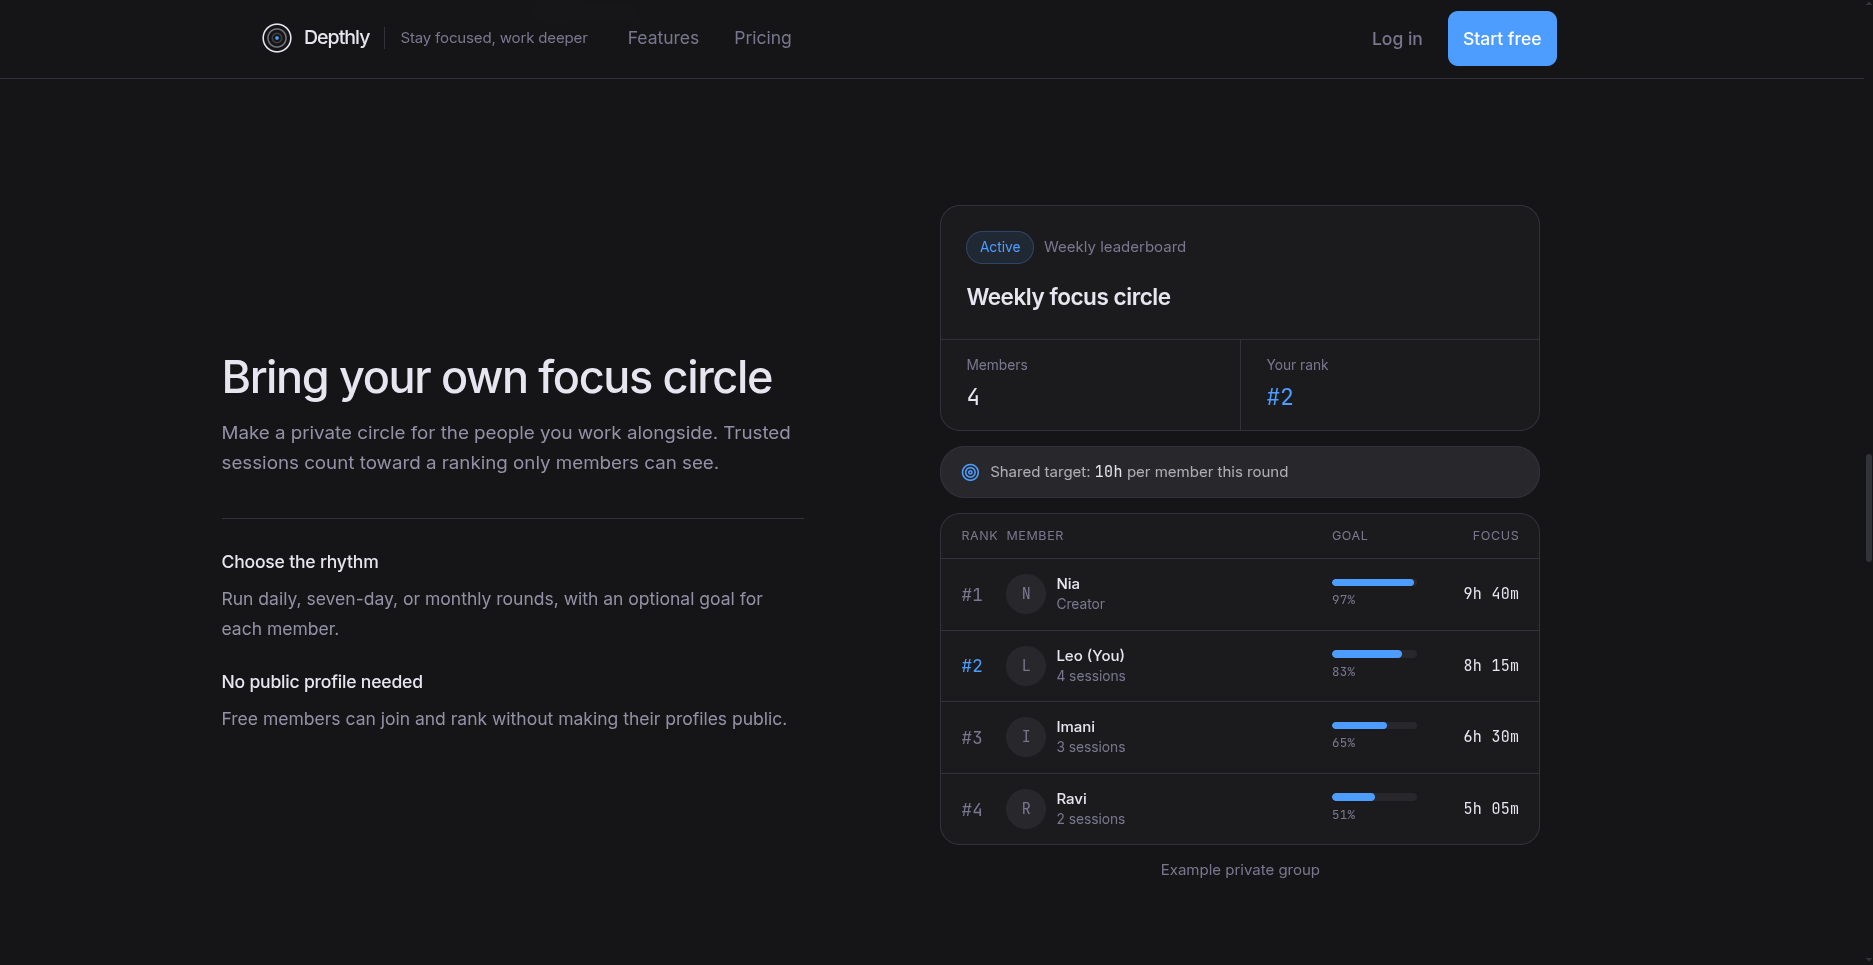 Depthly
Stay focused, work deeper
Features
Pricing
Log in
Start free
Bring your own focus circle
Make a private circle for the people you work alongside. Trusted
sessions count toward a ranking only members can see.
Choose the rhythm
Run daily, seven-day, or monthly rounds, with an optional goal for
each member.
No public profile needed
Free members can join and rank without making their profiles public.
Active
Weekly leaderboard
Weekly focus circle
Members
4
Your rank
#2
Shared target: 10h per member this round
RANK MEMBER GOAL FOCUS
#1 N Nia
Creator
97%
9h 40m
#2 L Leo (You)
4 sessions
83%
8h 15m
#3 I Imani
3 sessions
65%
6h 30m
#4 R Ravi
2 sessions
51%
5h 05m
Example private group